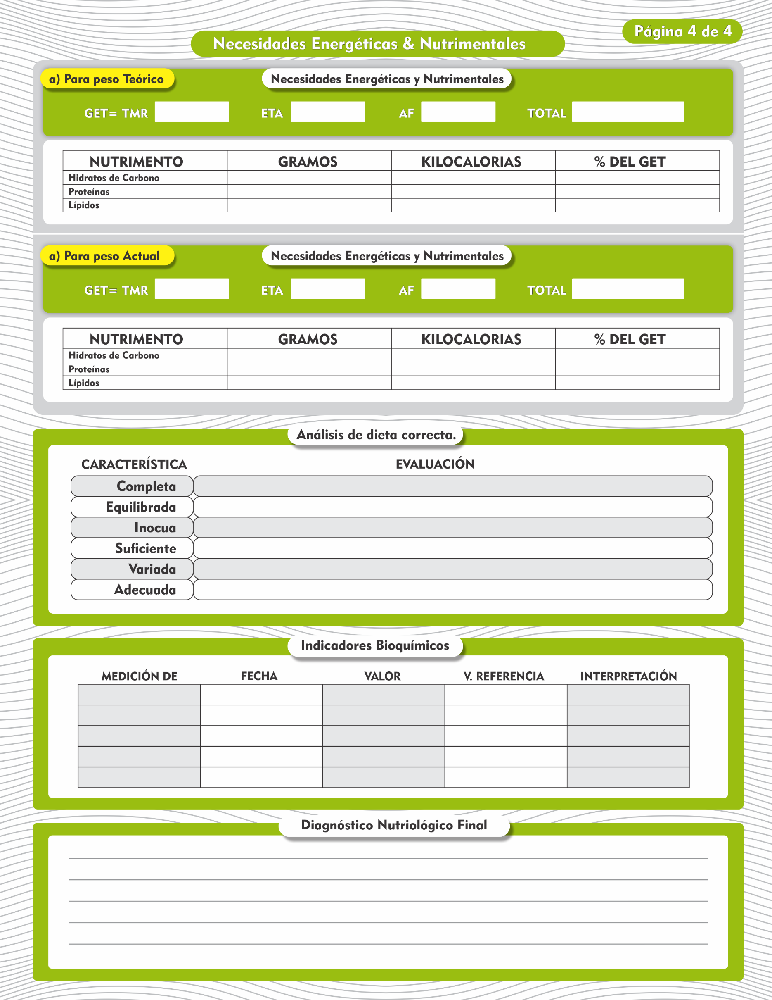 Página 4 de 4
Necesidades Energéticas & Nutrimentales
a) Para peso Teórico
Necesidades Energéticas y Nutrimentales
GET= TMR ETA AF TOTAL
NUTRIMENTO GRAMOS KILOCALORIAS % DEL GET
Hidratos de Carbono
Proteínas
Lípidos
a) Para peso Actual
Necesidades Energéticas y Nutrimentales
GET= TMR ETA AF TOTAL
NUTRIMENTO GRAMOS KILOCALORIAS % DEL GET
Hidratos de Carbono
Proteínas
Lípidos
Análisis de dieta correcta.
CARACTERÍSTICA EVALUACIÓN
Completa
Equilibrada
Inocua
Suficiente
Variada
Adecuada
Indicadores Bioquímicos
MEDICIÓN DE FECHA VALOR V. REFERENCIA INTERPRETACIÓN
Diagnóstico Nutriológico Final